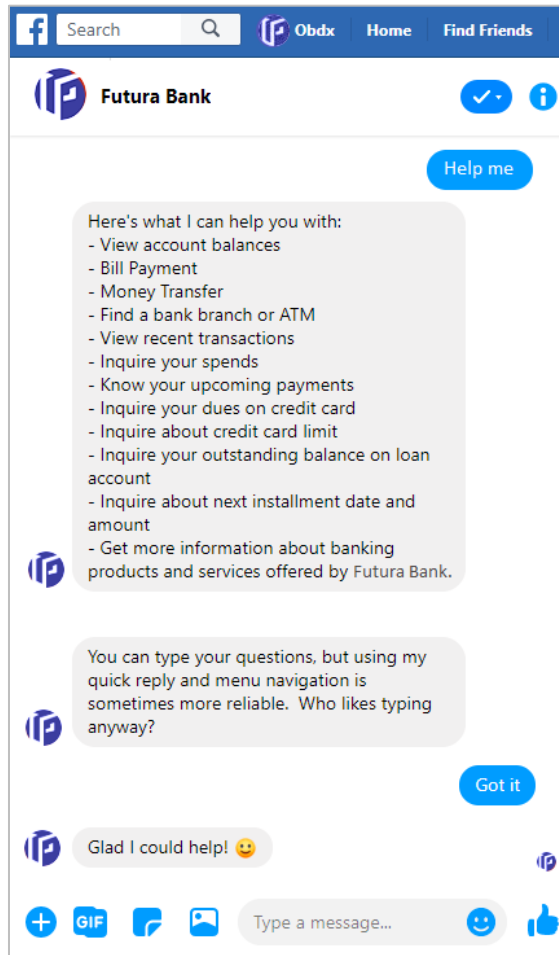 f Search Obdx Home Find Friends
Futura Bank
Help me
Here's what I can help you with:
- View account balances
- Bill Payment
- Money Transfer
- Find a bank branch or ATM
- View recent transactions
- Inquire your spends
- Know your upcoming payments
- Inquire your dues on credit card
- Inquire about credit card limit
- Inquire your outstanding balance on loan
account
- Inquire about next installment date and
amount
- Get more information about banking
products and services offered by Futura Bank.
You can type your questions, but using my
quick reply and menu navigation is
sometimes more reliable.  Who likes typing
anyway?
Got it
Glad I could help! 🙂
GIF Type a message...